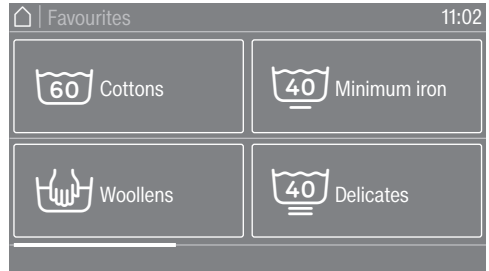 Favourites 11:02
60 Cottons
40 Minimum iron
Woollens
40 Delicates